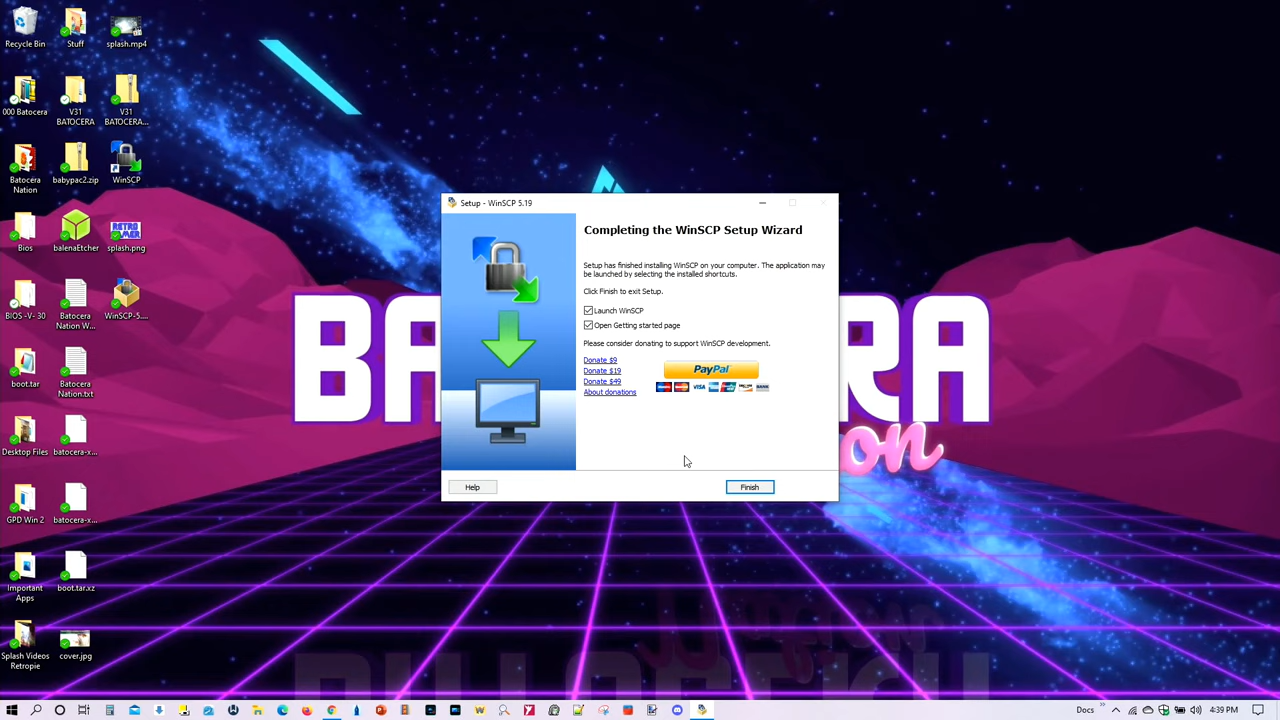 Recycle Bin
Stuff
splash.mp4
000 Batocera
V31
BATOCERA
V31
BATOCERA...
Batocera
Nation
babypac2.zip
WinSCP
Bios
balenaEtcher
RETRO
splash.png
BIOS -V- 30
Batocera
Nation W...
WinSCP-5....
boot.tar
Batocera
Nation.txt
batocera-x...
Desktop Files
GPD Win 2
batocera-x...
Important
Apps
boot.tar.xz
Splash Videos
Retropie
cover.jpg
Setup - WinSCP 5.19
Completing the WinSCP Setup Wizard
Setup has finished installing WinSCP on your computer. The application may
be launched by selecting the installed shortcuts.
Click Finish to exit Setup.
Launch WinSCP
Open Getting started page
Please consider donating to support WinSCP development.
Donate $9
Donate $19
Donate $49
About donations
PayPal
VISA
BANK
Help
Finish
Docs
4:39 PM